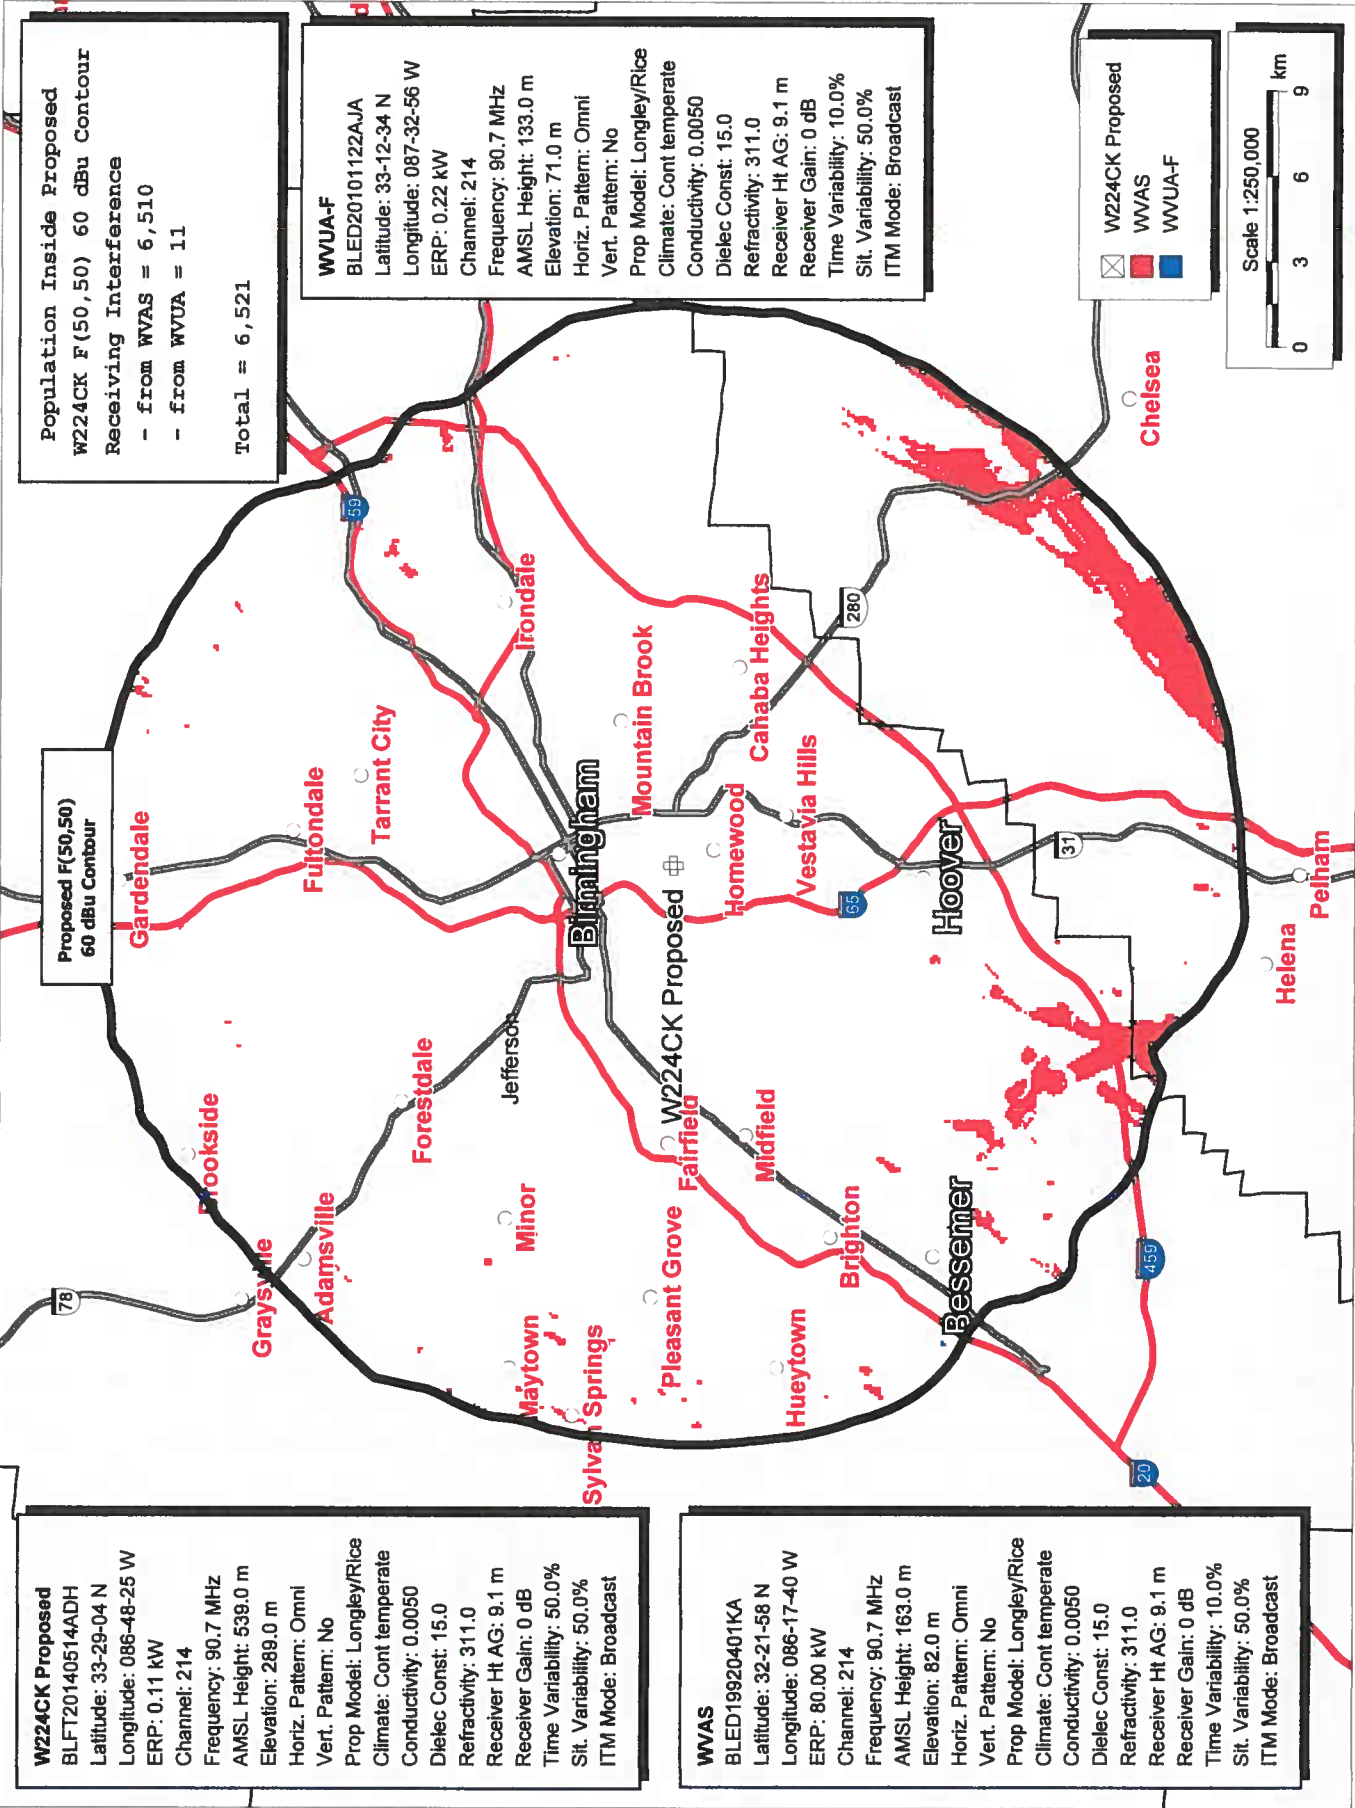 W224CK Proposed
BLFT20140514ADH
Latitude: 33-29-04 N
Longitude: 086-48-25 W
ERP: 0.11 kW
Channel: 214
Frequency: 90.7 MHz
AMSL Height: 539.0 m
Elevation: 289.0 m
Horiz. Pattern: Omni
Vert. Pattern: No
Prop Model: Longley/Rice
Climate: Cont temperate
Conductivity: 0.0050
Dielec Const: 15.0
Refractivity: 311.0
Receiver Ht AG: 9.1 m
Receiver Gain: 0 dB
Time Variability: 50.0%
Sit. Variability: 50.0%
ITM Mode: Broadcast
WVAS
BLED19920401KA
Latitude: 32-21-58 N
Longitude: 086-17-40 W
ERP: 80.00 kW
Channel: 214
Frequency: 90.7 MHz
AMSL Height: 163.0 m
Elevation: 82.0 m
Horiz. Pattern: Omni
Vert. Pattern: No
Prop Model: Longley/Rice
Climate: Cont temperate
Conductivity: 0.0050
Dielec Const: 15.0
Refractivity: 311.0
Receiver Ht AG: 9.1 m
Receiver Gain: 0 dB
Time Variability: 10.0%
Sit. Variability: 50.0%
ITM Mode: Broadcast
Proposed F(50,50)
60 dBu Contour
Population Inside Proposed
W224CK F(50,50) 60 dBu Contour
Receiving Interference
- from WVAS = 6,510
- from WVUA = 11
Total = 6,521
WVUA-F
BLED20101122AJA
Latitude: 33-12-34 N
Longitude: 087-32-56 W
ERP: 0.22 kW
Channel: 214
Frequency: 90.7 MHz
AMSL Height: 133.0 m
Elevation: 71.0 m
Horiz. Pattern: Omni
Vert. Pattern: No
Prop Model: Longley/Rice
Climate: Cont temperate
Conductivity: 0.0050
Dielec Const: 15.0
Refractivity: 311.0
Receiver Ht AG: 9.1 m
Receiver Gain: 0 dB
Time Variability: 10.0%
Sit. Variability: 50.0%
ITM Mode: Broadcast
78
Gardendale
Brookside
Graysville
Adamsville
Fultondale
59
Tarrant City
Forestdale
Jefferson
Minor
Irondale
Maytown
Sylvan Springs
Birmingham
Mountain Brook
Pleasant Grove
Fairfield
W224CK Proposed
Homewood
Cahaba Heights
Midfield
Hueytown
Vestavia Hills
Brighton
65
280
Bessemer
Hoover
31
459
20
Chelsea
Helena
Pelham
W224CK Proposed
WVAS
WVUA-F
Scale 1:250,000
0 3 6 9 km